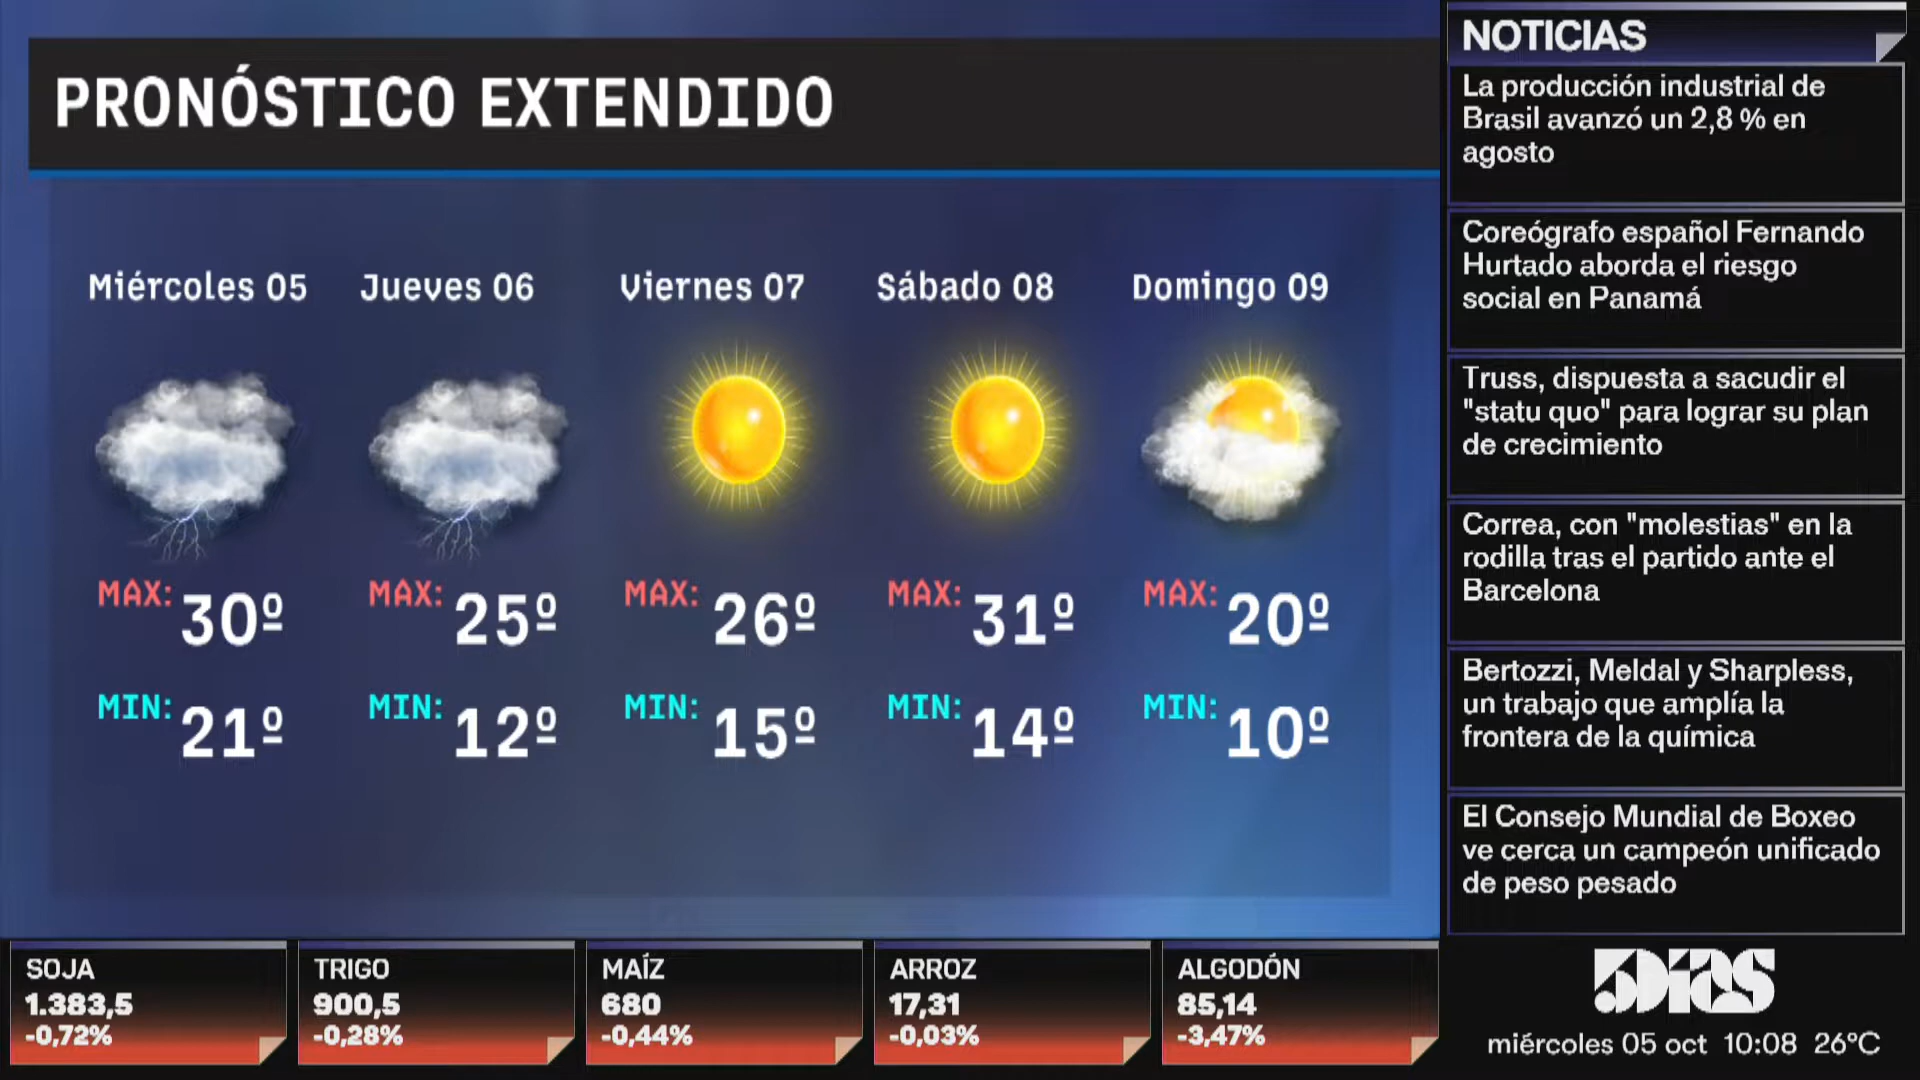 PRONÓSTICO EXTENDIDO
Miércoles 05
MAX: 30º
MIN: 21º
Jueves 06
MAX: 25º
MIN: 12º
Viernes 07
MAX: 26º
MIN: 15º
Sábado 08
MAX: 31º
MIN: 14º
Domingo 09
MAX: 20º
MIN: 10º
NOTICIAS
La producción industrial de
Brasil avanzó un 2,8 % en
agosto
Coreógrafo español Fernando
Hurtado aborda el riesgo
social en Panamá
Truss, dispuesta a sacudir el
"statu quo" para lograr su plan
de crecimiento
Correa, con "molestias" en la
rodilla tras el partido ante el
Barcelona
Bertozzi, Meldal y Sharpless,
un trabajo que amplía la
frontera de la química
El Consejo Mundial de Boxeo
ve cerca un campeón unificado
de peso pesado
SOJA
1.383,5
-0,72%
TRIGO
900,5
-0,28%
MAÍZ
680
-0,44%
ARROZ
17,31
-0,03%
ALGODÓN
85,14
-3,47%
5Días
miércoles 05 oct 10:08 26°C